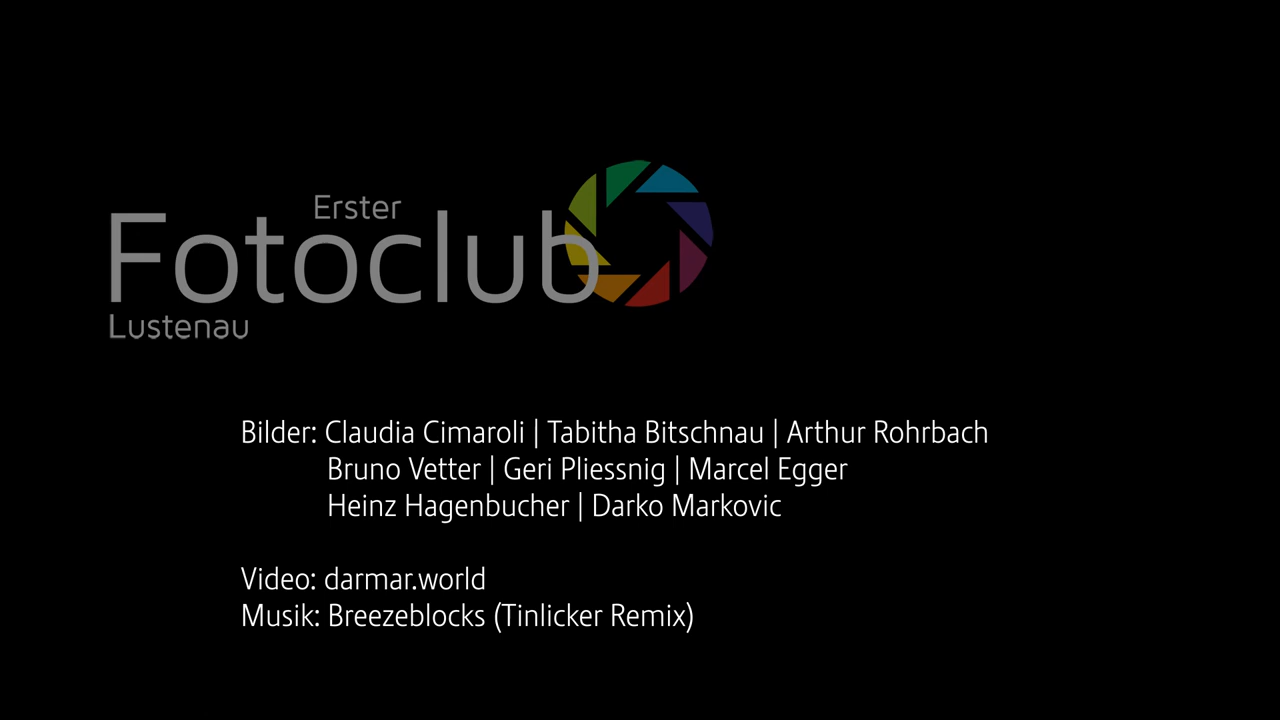 Erster
Fotoclub
Lustenau
Bilder: Claudia Cimaroli | Tabitha Bitschnau | Arthur Rohrbach
Bruno Vetter | Geri Pliessnig | Marcel Egger
Heinz Hagenbucher | Darko Markovic
Video: darmar.world
Musik: Breezeblocks (Tinlicker Remix)